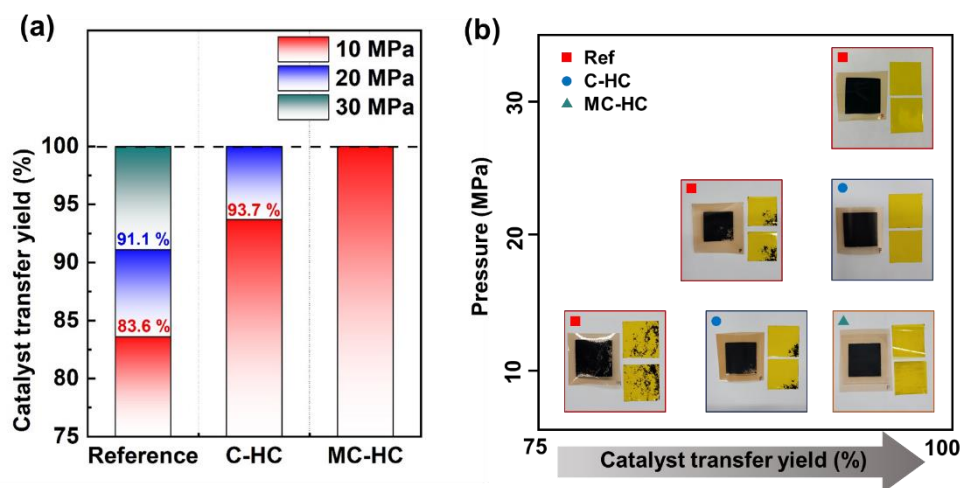 (a)
10 MPa
20 MPa
30 MPa
Catalyst transfer yield (%)
100
95
90
85
80
75
91.1 %
83.6 %
93.7 %
Reference
C-HC
MC-HC
(b)
Ref
C-HC
MC-HC
Pressure (MPa)
30
20
10
75
100
Catalyst transfer yield (%)